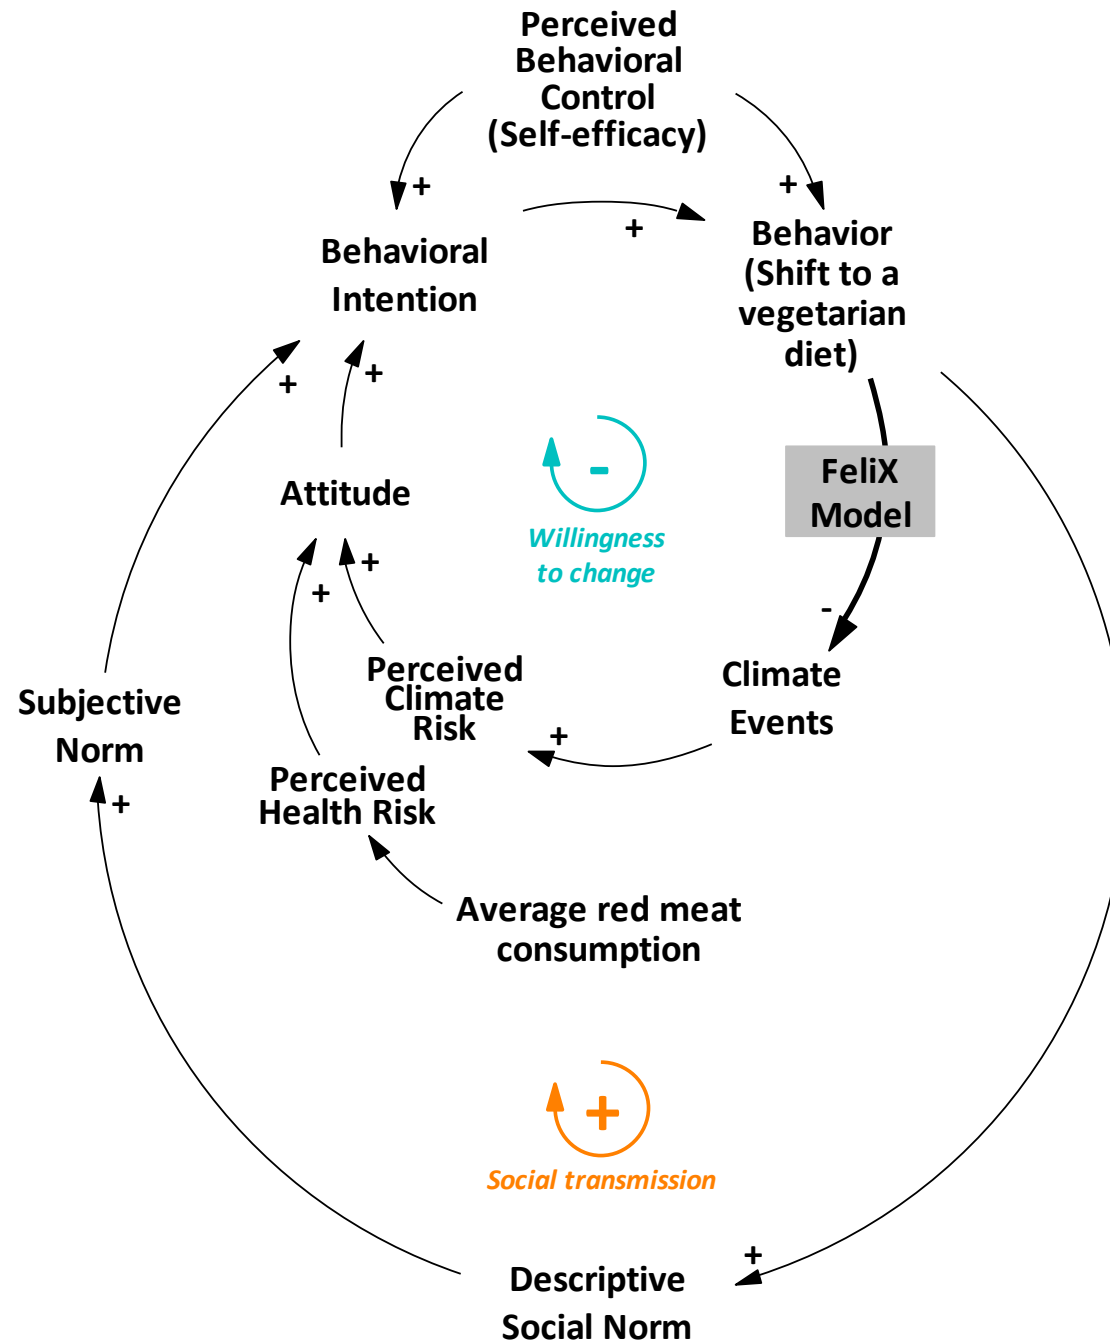 Perceived
Behavioral
Control
(Self-efficacy)
+
+
+
Behavioral
Intention
Behavior
(Shift to a
vegetarian
diet)
+
+
Attitude
-
Willingness
to change
FeliX
Model
+
+
-
Perceived
Climate
Risk
Climate
Events
Subjective
Norm
+
Perceived
Health Risk
+
Average red meat
consumption
+
Social transmission
+
Descriptive
Social Norm